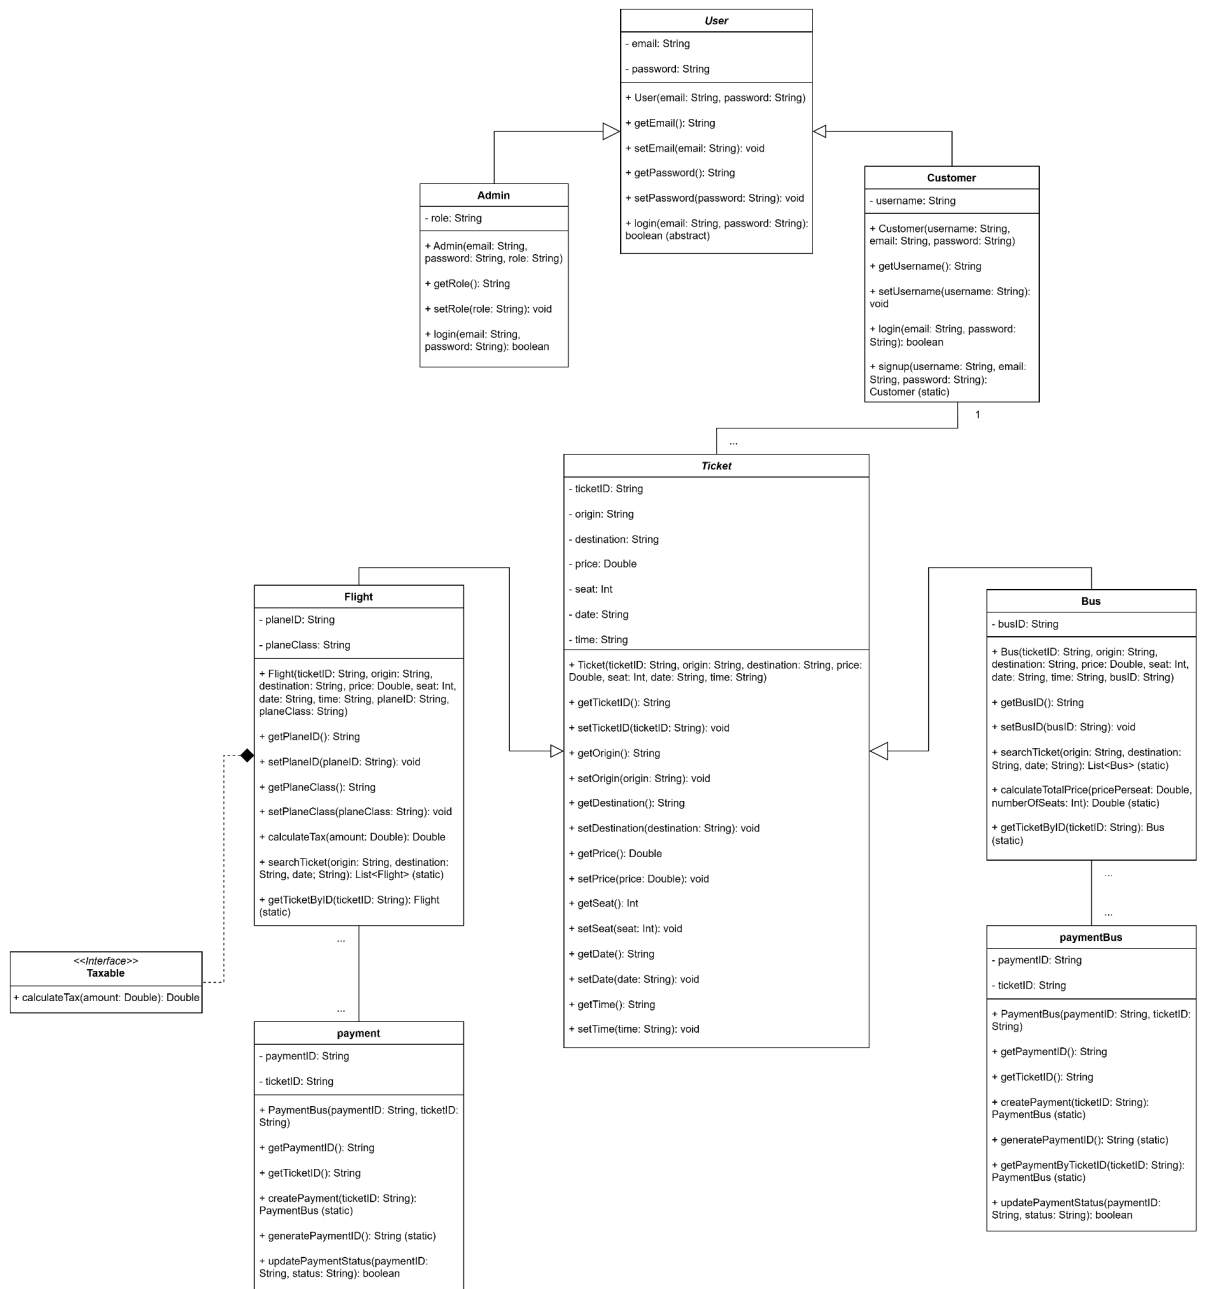 User
- email: String
- password: String
+ User(email: String, password: String)
+ getEmail(): String
+ setEmail(email: String): void
+ getPassword(): String
+ setPassword(password: String): void
+ login(email: String, password: String):
boolean (abstract)
Admin
- role: String
+ Admin(email: String,
password: String, role: String)
+ getRole(): String
+ setRole(role: String): void
+ login(email: String,
password: String): boolean
Customer
- username: String
+ Customer(username: String,
email: String, password: String)
+ getUsername(): String
+ setUsername(username: String):
void
+ login(email: String, password:
String): boolean
+ signup(username: String, email:
String, password: String):
Customer (static)
1
...
Ticket
- ticketID: String
- origin: String
- destination: String
- price: Double
- seat: Int
- date: String
- time: String
+ Ticket(ticketID: String, origin: String, destination: String, price:
Double, seat: Int, date: String, time: String)
+ getTicketID(): String
+ setTicketID(ticketID: String): void
+ getOrigin(): String
+ setOrigin(origin: String): void
+ getDestination(): String
+ setDestination(destination: String): void
+ getPrice(): Double
+ setPrice(price: Double): void
+ getSeat(): Int
+ setSeat(seat: Int): void
+ getDate(): String
+ setDate(date: String): void
+ getTime(): String
+ setTime(time: String): void
Flight
- planeID: String
- planeClass: String
+ Flight(ticketID: String, origin: String,
destination: String, price: Double, seat: Int,
date: String, time: String, planeID: String,
planeClass: String)
+ getPlaneID(): String
+ setPlaneID(planeID: String): void
+ getPlaneClass(): String
+ setPlaneClass(planeClass: String): void
+ calculateTax(amount: Double): Double
+ searchTicket(origin: String, destination:
String, date; String): List<Flight> (static)
+ getTicketByID(ticketID: String): Flight
(static)
...
...
<<Interface>>
Taxable
+ calculateTax(amount: Double): Double
payment
- paymentID: String
- ticketID: String
+ PaymentBus(paymentID: String, ticketID:
String)
+ getPaymentID(): String
+ getTicketID(): String
+ createPayment(ticketID: String):
PaymentBus (static)
+ generatePaymentID(): String (static)
+ updatePaymentStatus(paymentID:
String, status: String): boolean
Bus
- busID: String
+ Bus(ticketID: String, origin: String,
destination: String, price: Double, seat: Int,
date: String, time: String, busID: String)
+ getBusID(): String
+ setBusID(busID: String): void
+ searchTicket(origin: String, destination:
String, date; String): List<Bus> (static)
+ calculateTotalPrice(pricePerseat: Double,
numberOfSeats: Int): Double (static)
+ getTicketByID(ticketID: String): Bus
(static)
...
...
paymentBus
- paymentID: String
- ticketID: String
+ PaymentBus(paymentID: String, ticketID:
String)
+ getPaymentID(): String
+ getTicketID(): String
+ createPayment(ticketID: String):
PaymentBus (static)
+ generatePaymentID(): String (static)
+ getPaymentByTicketID(ticketID: String):
PaymentBus (static)
+ updatePaymentStatus(paymentID:
String, status: String): boolean